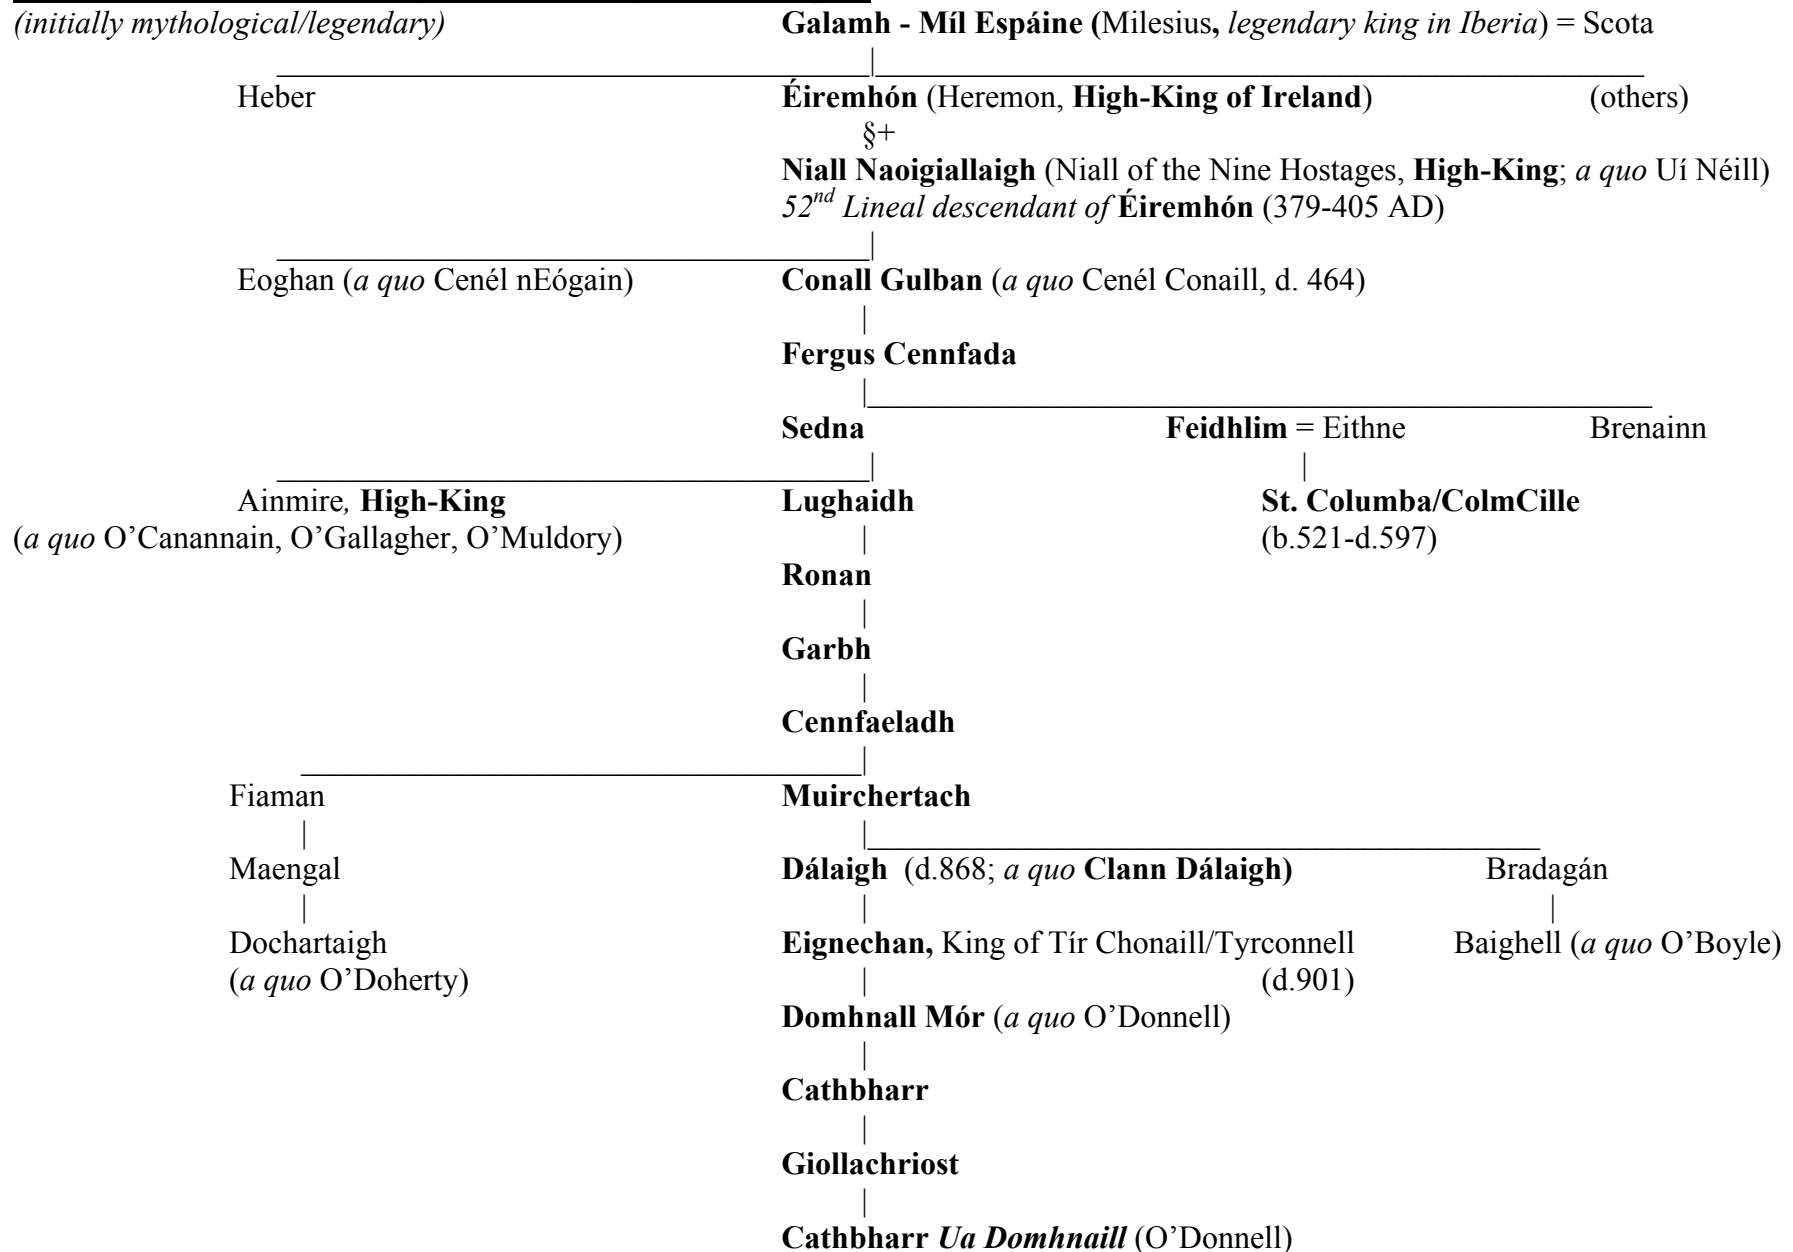 (initially mythological/legendary) Galamh - Míl Espáine (Milesius, legendary king in Iberia) = Scota
Heber Éiremhón (Heremon, High-King of Ireland) (others)
§+
Niall Naoigiallaigh (Niall of the Nine Hostages, High-King; a quo Uí Néill)
52nd Lineal descendant of Éiremhón (379-405 AD)
Eoghan (a quo Cenél nEógain) Conall Gulban (a quo Cenél Conaill, d. 464)
Fergus Cennfada
Sedna Feidhlim = Eithne Brenainn
Ainmire, High-King Lughaidh St. Columba/ColmCille
(a quo O’Canannain, O’Gallagher, O’Muldory) (b.521-d.597)
Ronan
Garbh
Cennfaeladh
Fiaman Muirchertach
Maengal Dálaigh (d.868; a quo Clann Dálaigh) Bradagán
Dochartaigh Eignechan, King of Tír Chonaill/Tyrconnell Baighell (a quo O’Boyle)
(a quo O’Doherty) (d.901)
Domhnall Mór (a quo O’Donnell)
Cathbharr
Giollachriost
Cathbharr Ua Domhnaill (O’Donnell)